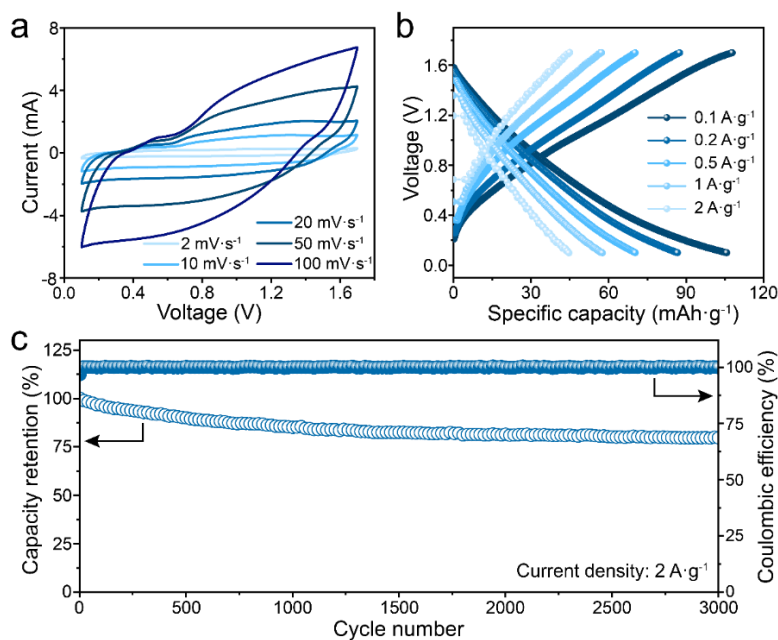 a
8
4
0
-4
-8
Current (mA)
20 mV·s⁻¹
2 mV·s⁻¹
50 mV·s⁻¹
10 mV·s⁻¹
100 mV·s⁻¹
0.0 0.4 0.8 1.2 1.6
Voltage (V)
b
1.6
1.2
0.8
0.4
0.0
Voltage (V)
0.1 A·g⁻¹
0.2 A·g⁻¹
0.5 A·g⁻¹
1 A·g⁻¹
2 A·g⁻¹
0 30 60 90 120
Specific capacity (mAh·g⁻¹)
c
125
100
75
50
25
0
Capacity retention (%)
100
75
50
25
0
Coulombic efficiency (%)
Current density: 2 A·g⁻¹
0 500 1000 1500 2000 2500 3000
Cycle number